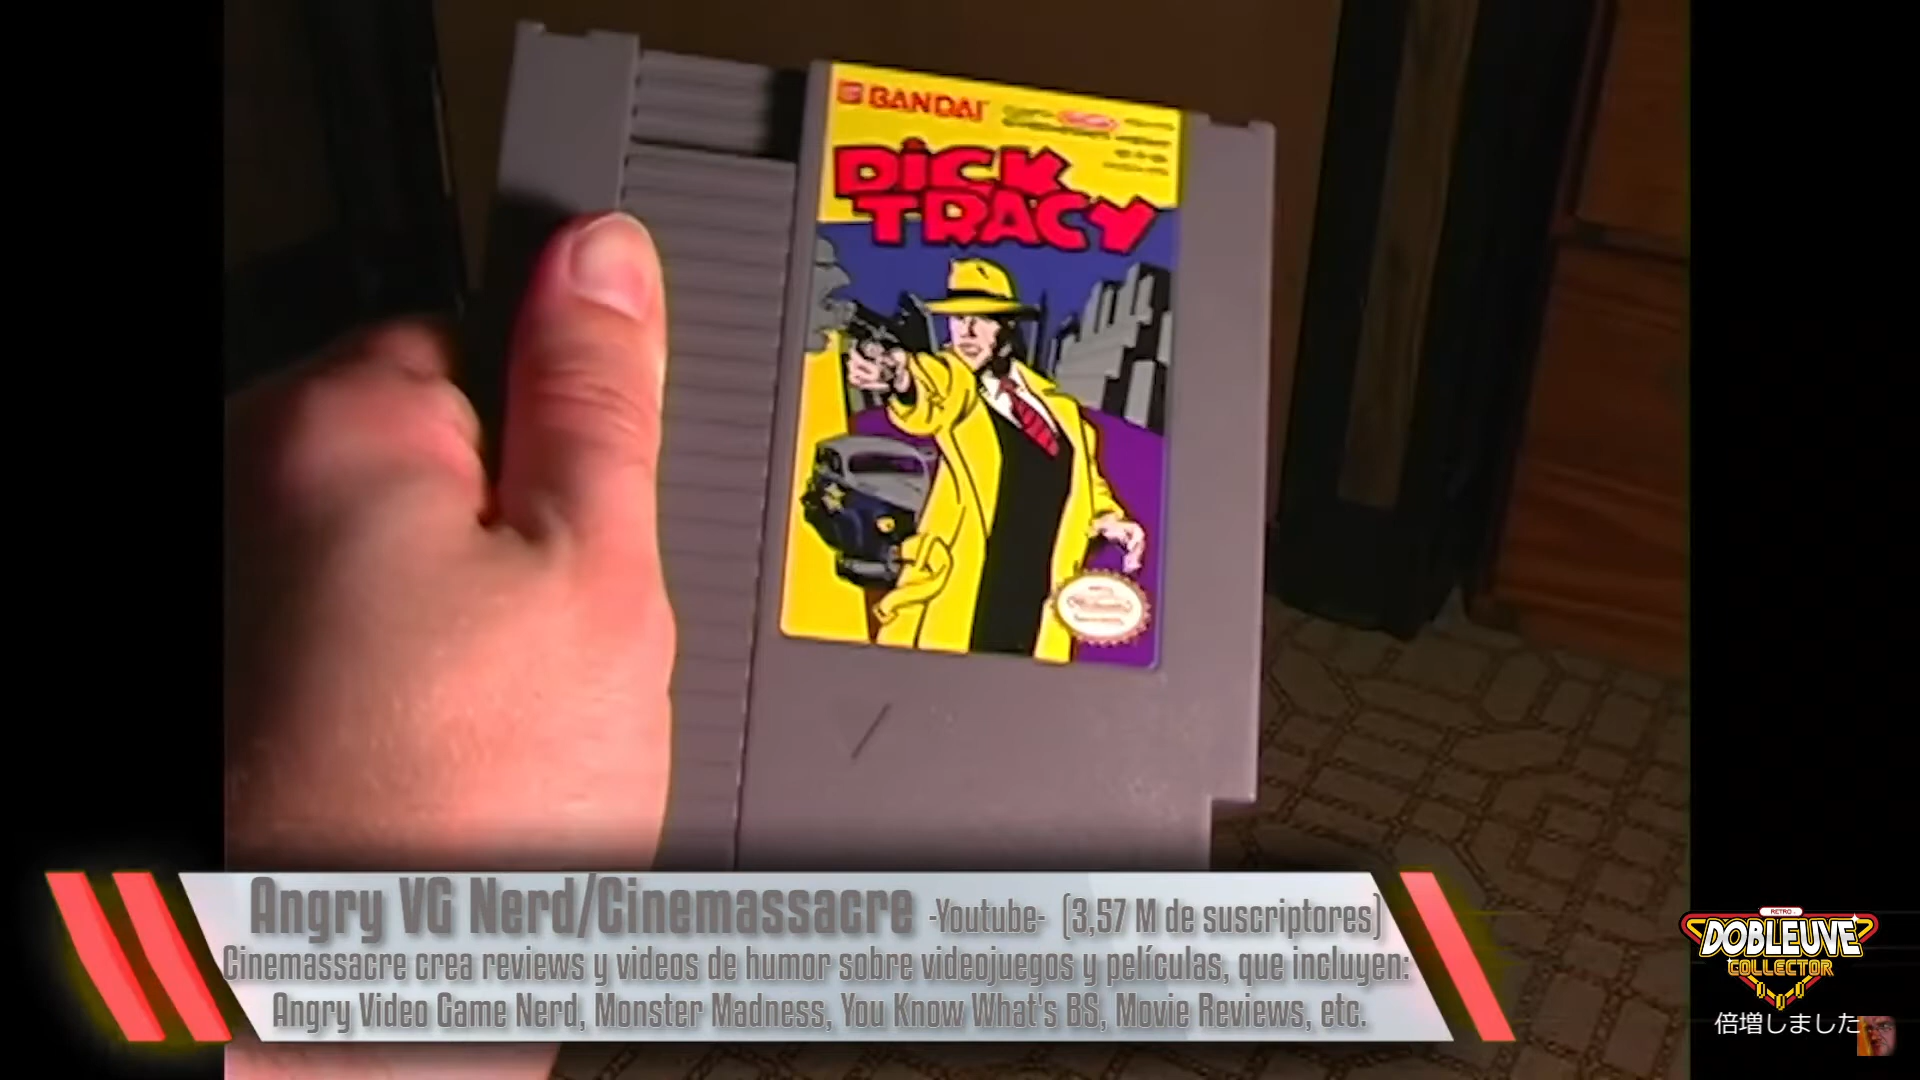 BANDAI
DICK
TRACY
Angry VG Nerd/Cinemassacre -Youtube- (3,57 M de suscriptores)
Cinemassacre crea reviews y videos de humor sobre videojuegos y películas, que incluyen:
Angry Video Game Nerd, Monster Madness, You Know What's BS, Movie Reviews, etc.
RETRO
DOBLEUVE
COLLECTOR
倍増しました